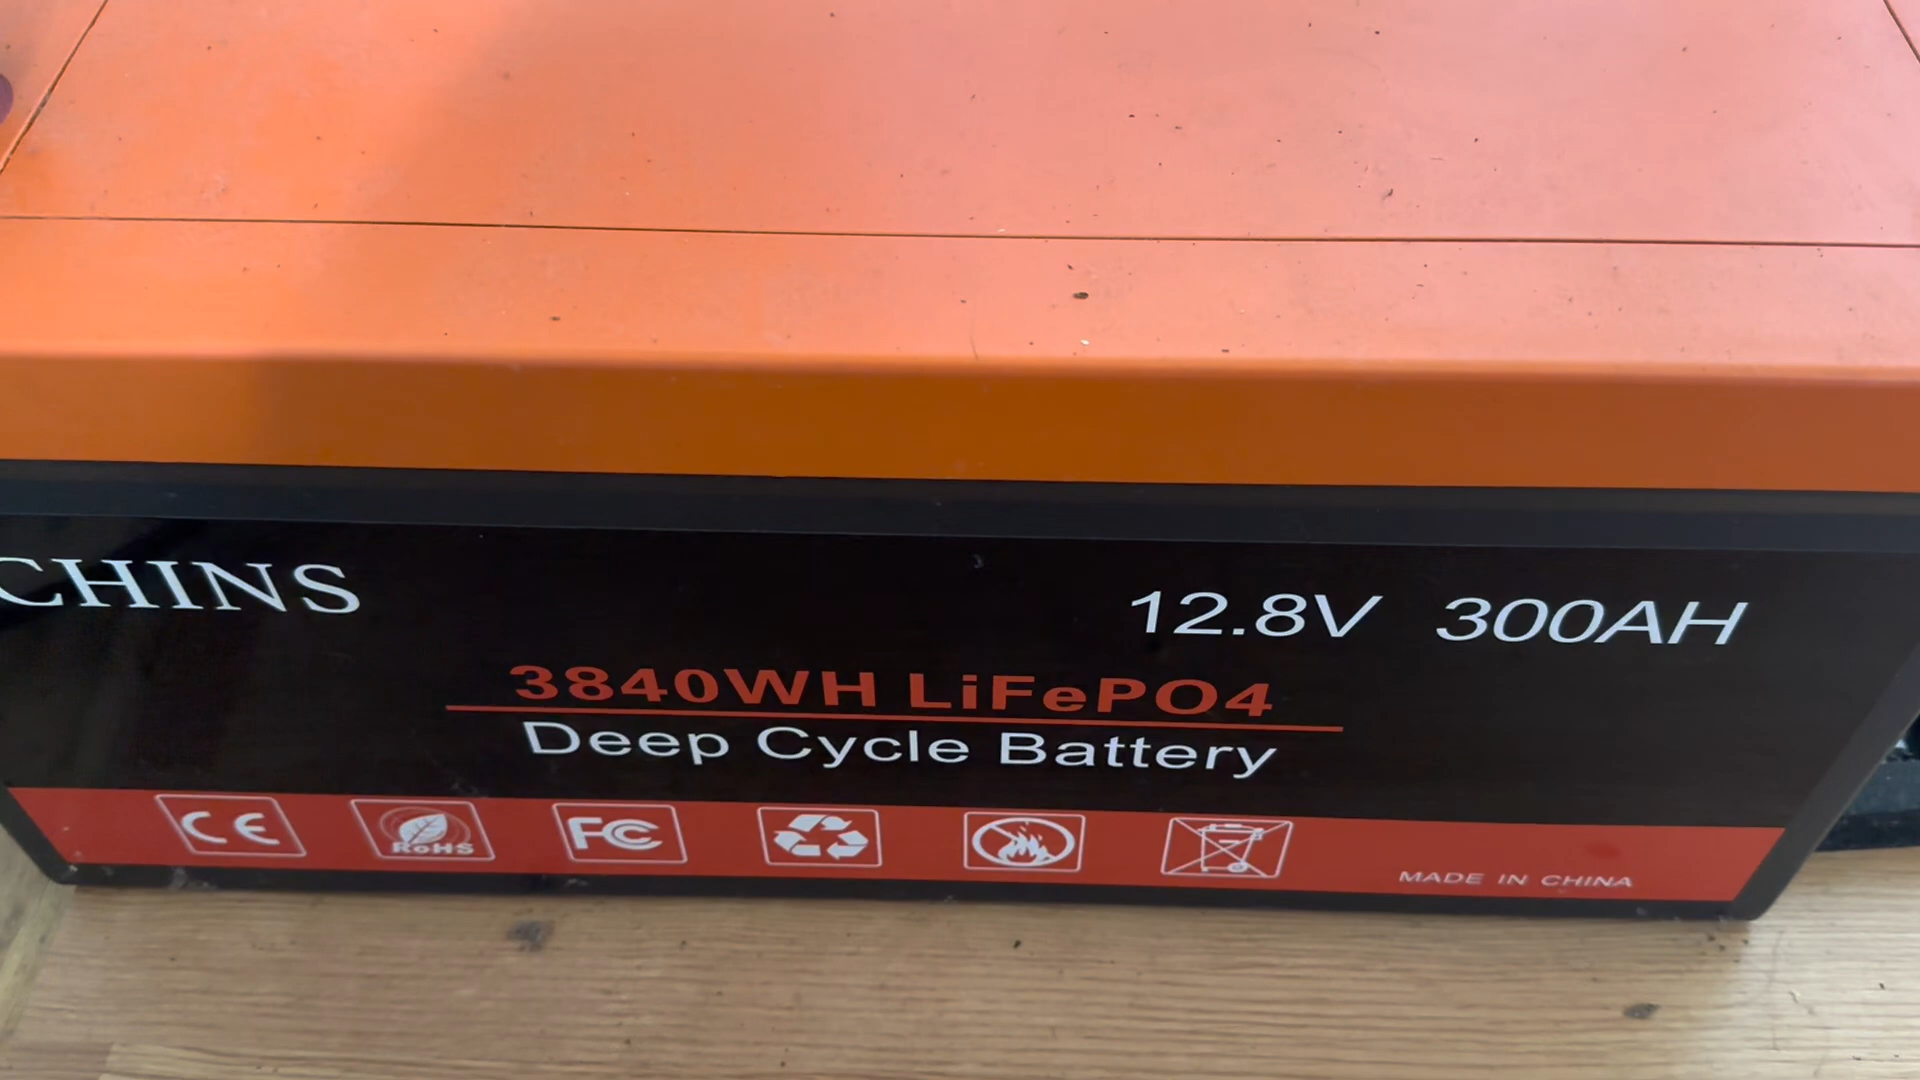 CHINS
12.8V 300AH
3840WH LiFePO4
Deep Cycle Battery
CE
RoHS
FC
MADE IN CHINA